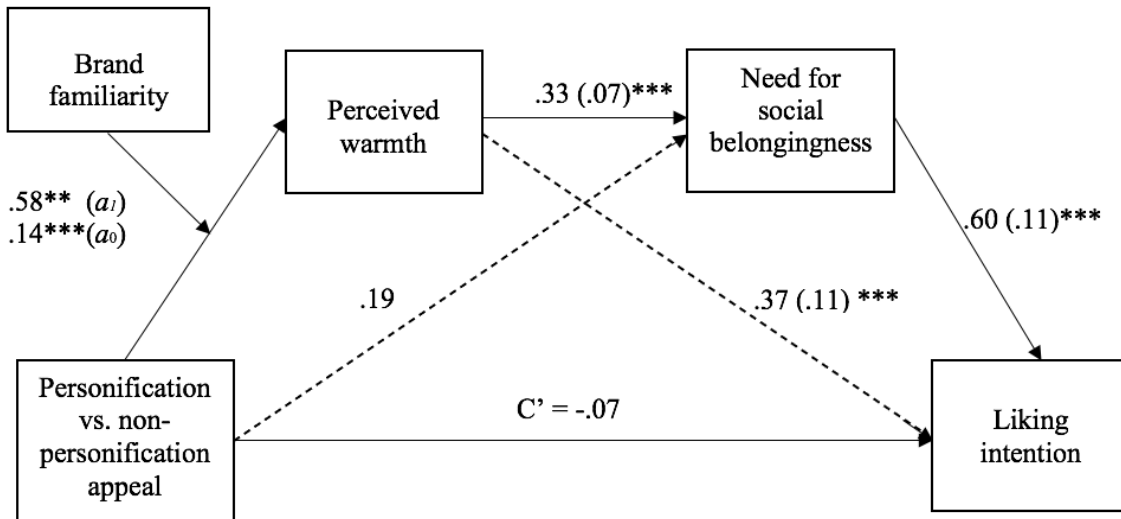 Brand
familiarity
Perceived
warmth
.33 (.07)***
Need for
social
belongingness
.58** (a₁)
.14***(a₀)
.60 (.11)***
.19
.37 (.11) ***
Personification
vs. non-
personification
appeal
C’ = -.07
Liking
intention